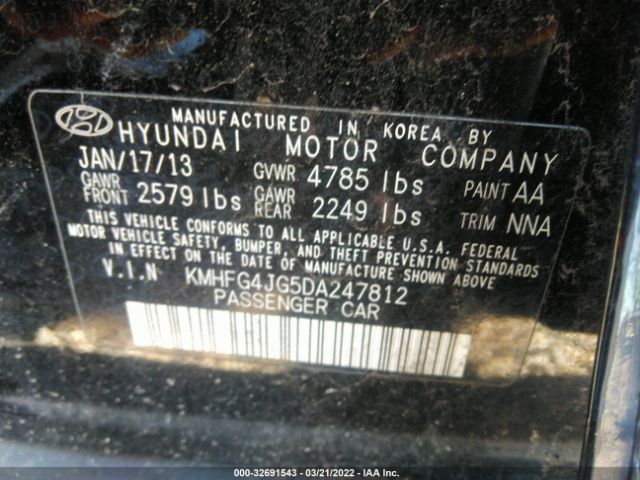 MANUFACTURED IN KOREA BY
HYUNDAI MOTOR COMPANY
JAN/17/13 GVWR 4785 lbs PAINT AA
GAWR FRONT 2579 lbs GAWR REAR 2249 lbs TRIM NNA
THIS VEHICLE CONFORMS TO ALL APPLICABLE U.S.A. FEDERAL
MOTOR VEHICLE SAFETY, BUMPER, AND THEFT PREVENTION STANDARDS
IN EFFECT ON THE DATE OF MANUFACTURE SHOWN ABOVE
V.I.N KMHFG4JG5DA247812
PASSENGER CAR
000-32691543 - 03/21/2022 - IAA Inc.